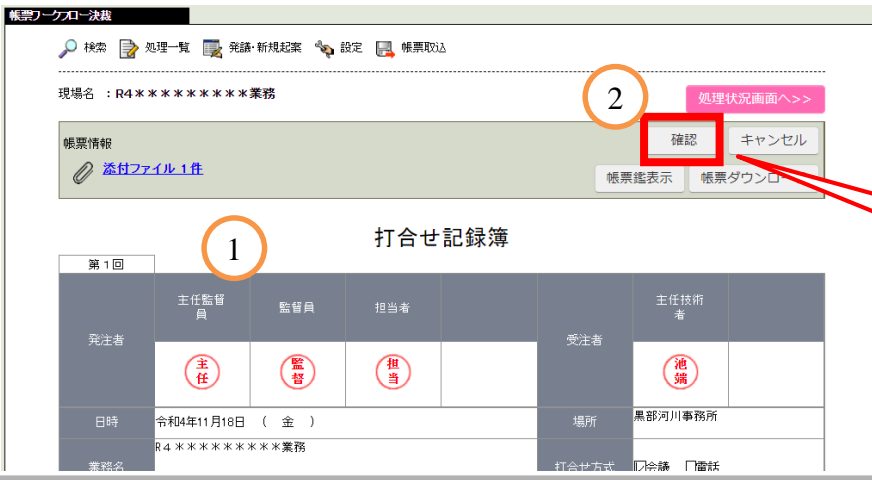 帳票ワークフロー決裁
検索 処理一覧 発議・新規起案 設定 帳票取込
現場名 ：R4＊＊＊＊＊＊＊＊＊業務
2
処理状況画面へ>>
帳票情報
確認 キャンセル
添付ファイル 1件
帳票鑑表示 帳票ダウンロー
打合せ記録簿
1
第1回
発注者 主任監督員 監督員 担当者 受注者 主任技術者
主任 監督 担当 池端
日時 令和4年11月18日 （ 金 ） 場所 黒部河川事務所
業務名 R4＊＊＊＊＊＊＊＊＊業務 打合せ方式 会議 電話